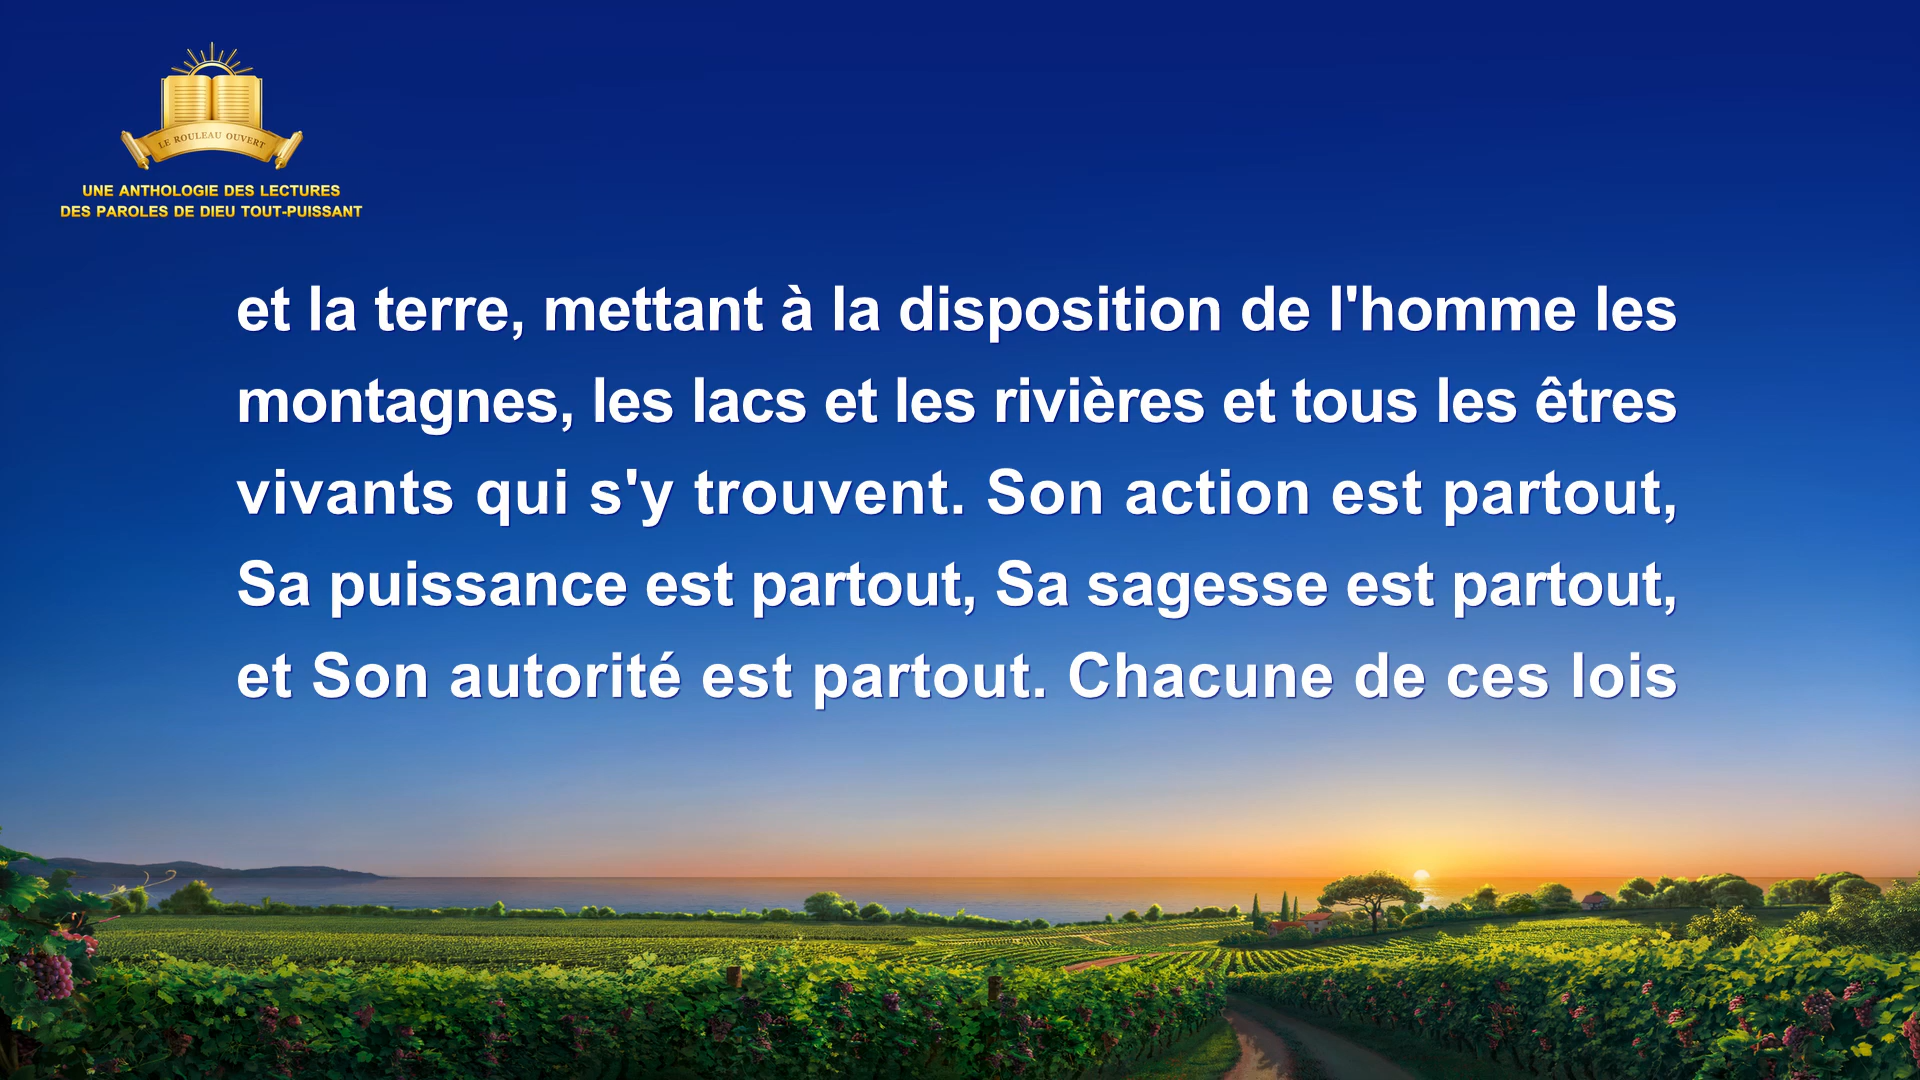 LE ROULEAU OUVERT
UNE ANTHOLOGIE DES LECTURES
DES PAROLES DE DIEU TOUT-PUISSANT
et la terre, mettant à la disposition de l'homme les
montagnes, les lacs et les rivières et tous les êtres
vivants qui s'y trouvent. Son action est partout,
Sa puissance est partout, Sa sagesse est partout,
et Son autorité est partout. Chacune de ces lois